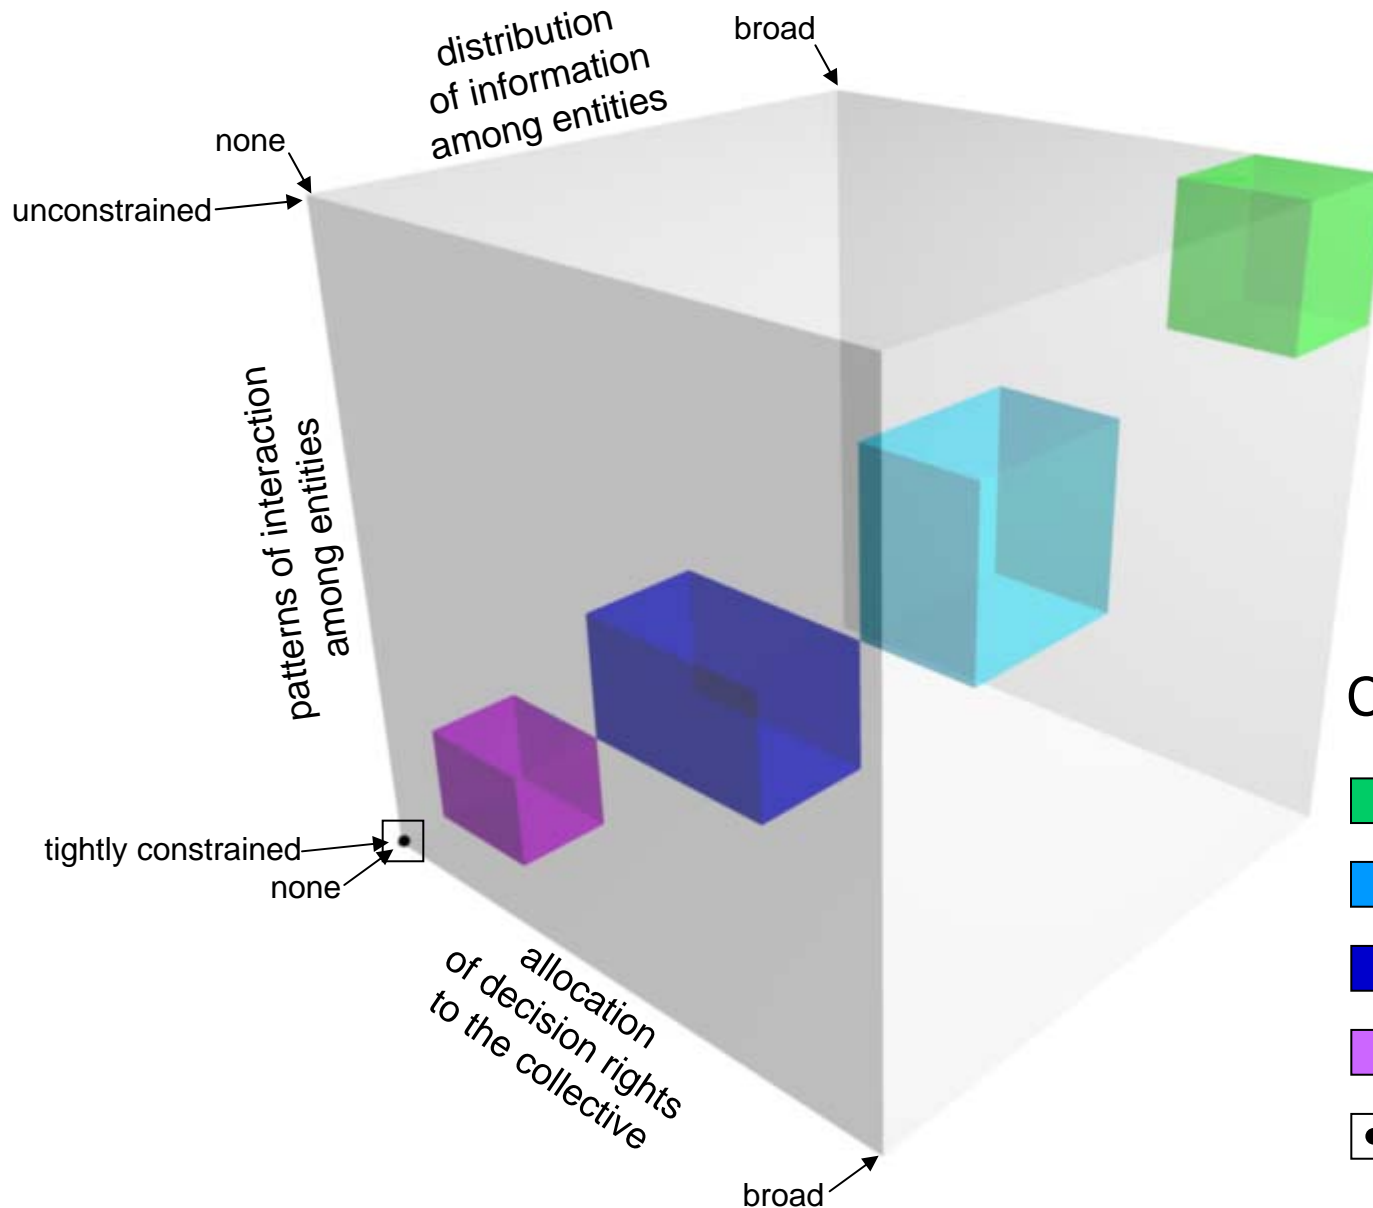 distribution
of information
among entities
broad
none
unconstrained
patterns of interaction
among entities
tightly constrained
none
allocation
of decision rights
to the collective
broad